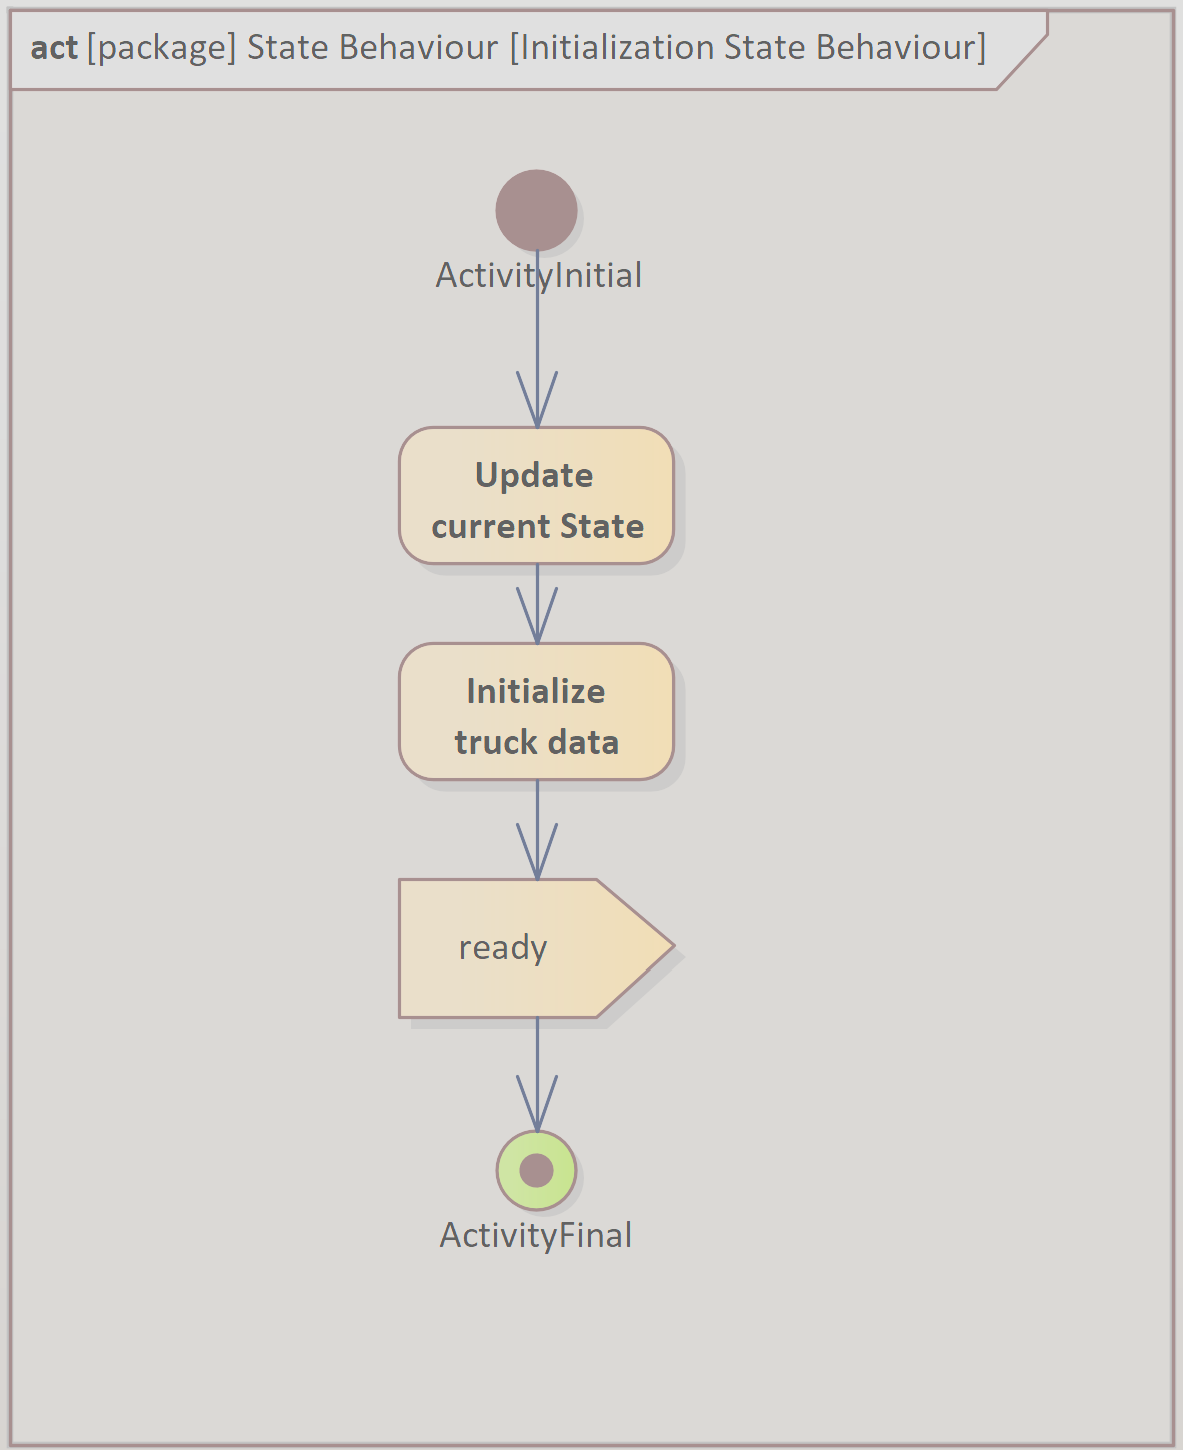 act [package] State Behaviour [Initialization State Behaviour]
ActivityInitial
Update
current State
Initialize
truck data
ready
ActivityFinal